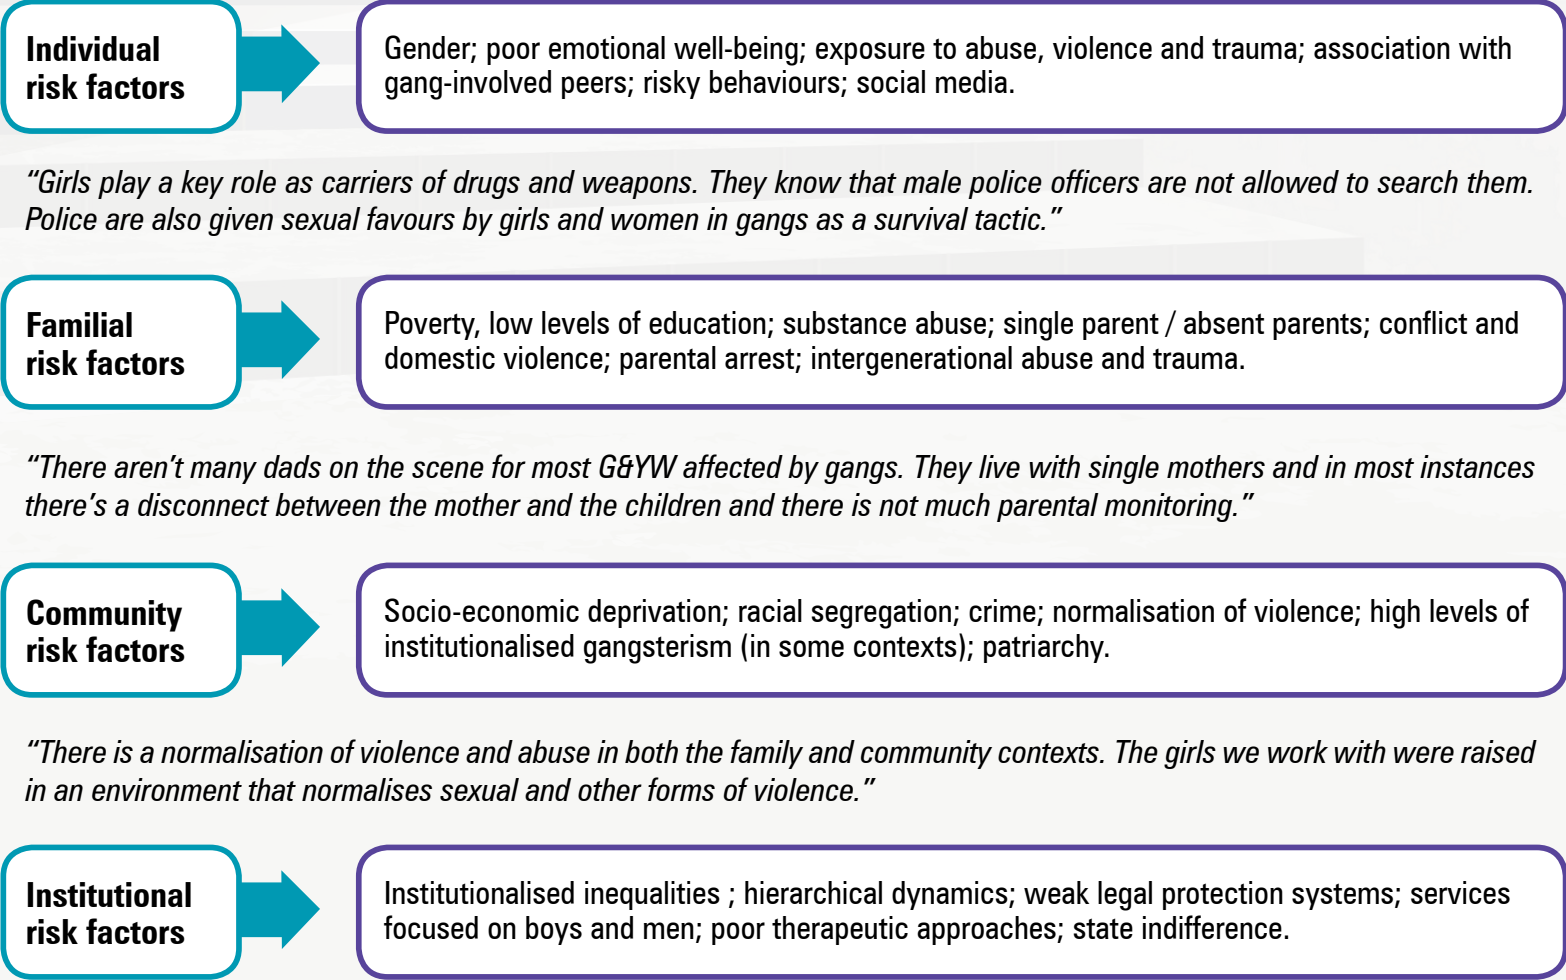 Individual
risk factors
Gender; poor emotional well-being; exposure to abuse, violence and trauma; association with
gang-involved peers; risky behaviours; social media.
“Girls play a key role as carriers of drugs and weapons. They know that male police officers are not allowed to search them.
Police are also given sexual favours by girls and women in gangs as a survival tactic.”
Familial
risk factors
Poverty, low levels of education; substance abuse; single parent / absent parents; conflict and
domestic violence; parental arrest; intergenerational abuse and trauma.
“There aren’t many dads on the scene for most G&YW affected by gangs. They live with single mothers and in most instances
there’s a disconnect between the mother and the children and there is not much parental monitoring.”
Community
risk factors
Socio-economic deprivation; racial segregation; crime; normalisation of violence; high levels of
institutionalised gangsterism (in some contexts); patriarchy.
“There is a normalisation of violence and abuse in both the family and community contexts. The girls we work with were raised
in an environment that normalises sexual and other forms of violence.”
Institutional
risk factors
Institutionalised inequalities ; hierarchical dynamics; weak legal protection systems; services
focused on boys and men; poor therapeutic approaches; state indifference.